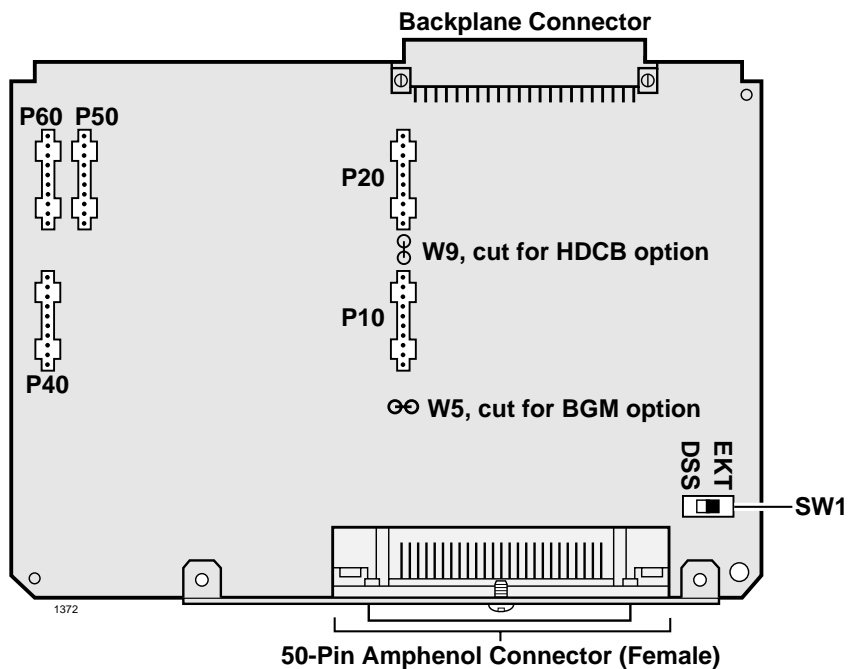 Backplane Connector
P60 P50
P20
W9, cut for HDCB option
P10
P40
W5, cut for BGM option
DSS
EKT
SW1
1372
50-Pin Amphenol Connector (Female)